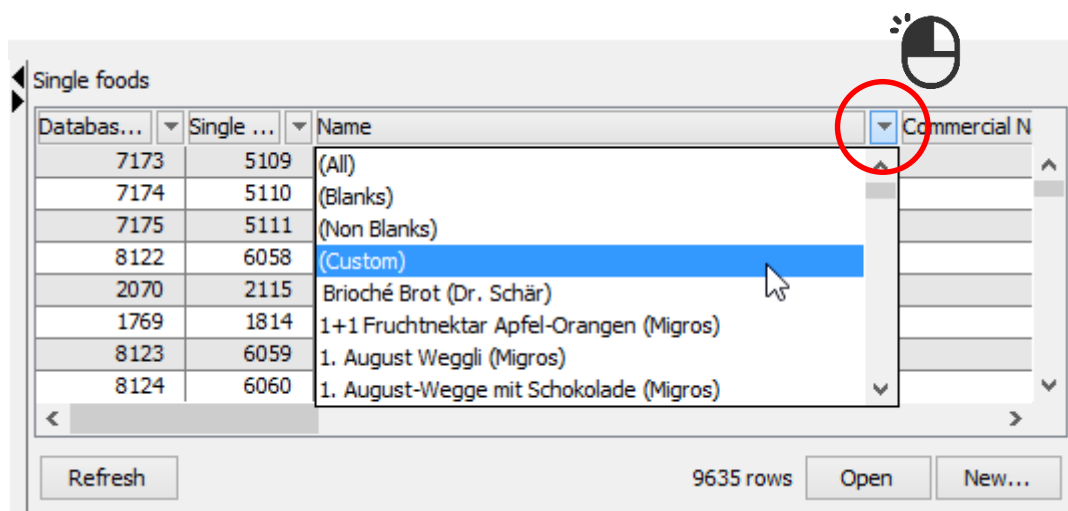 Single foods
Databas... Single ... Name Commercial N
7173 5109 (All)
7174 5110 (Blanks)
7175 5111 (Non Blanks)
8122 6058 (Custom)
2070 2115 Brioché Brot (Dr. Schär)
1769 1814 1+1 Fruchtnektar Apfel-Orangen (Migros)
8123 6059 1. August Weggli (Migros)
8124 6060 1. August-Wegge mit Schokolade (Migros)
Refresh 9635 rows Open New...